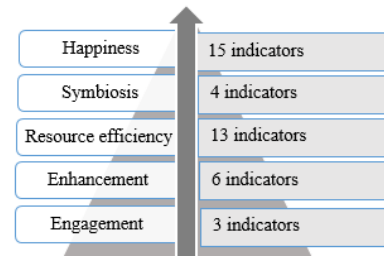 Happiness 15 indicators
Symbiosis 4 indicators
Resource efficiency 13 indicators
Enhancement 6 indicators
Engagement 3 indicators